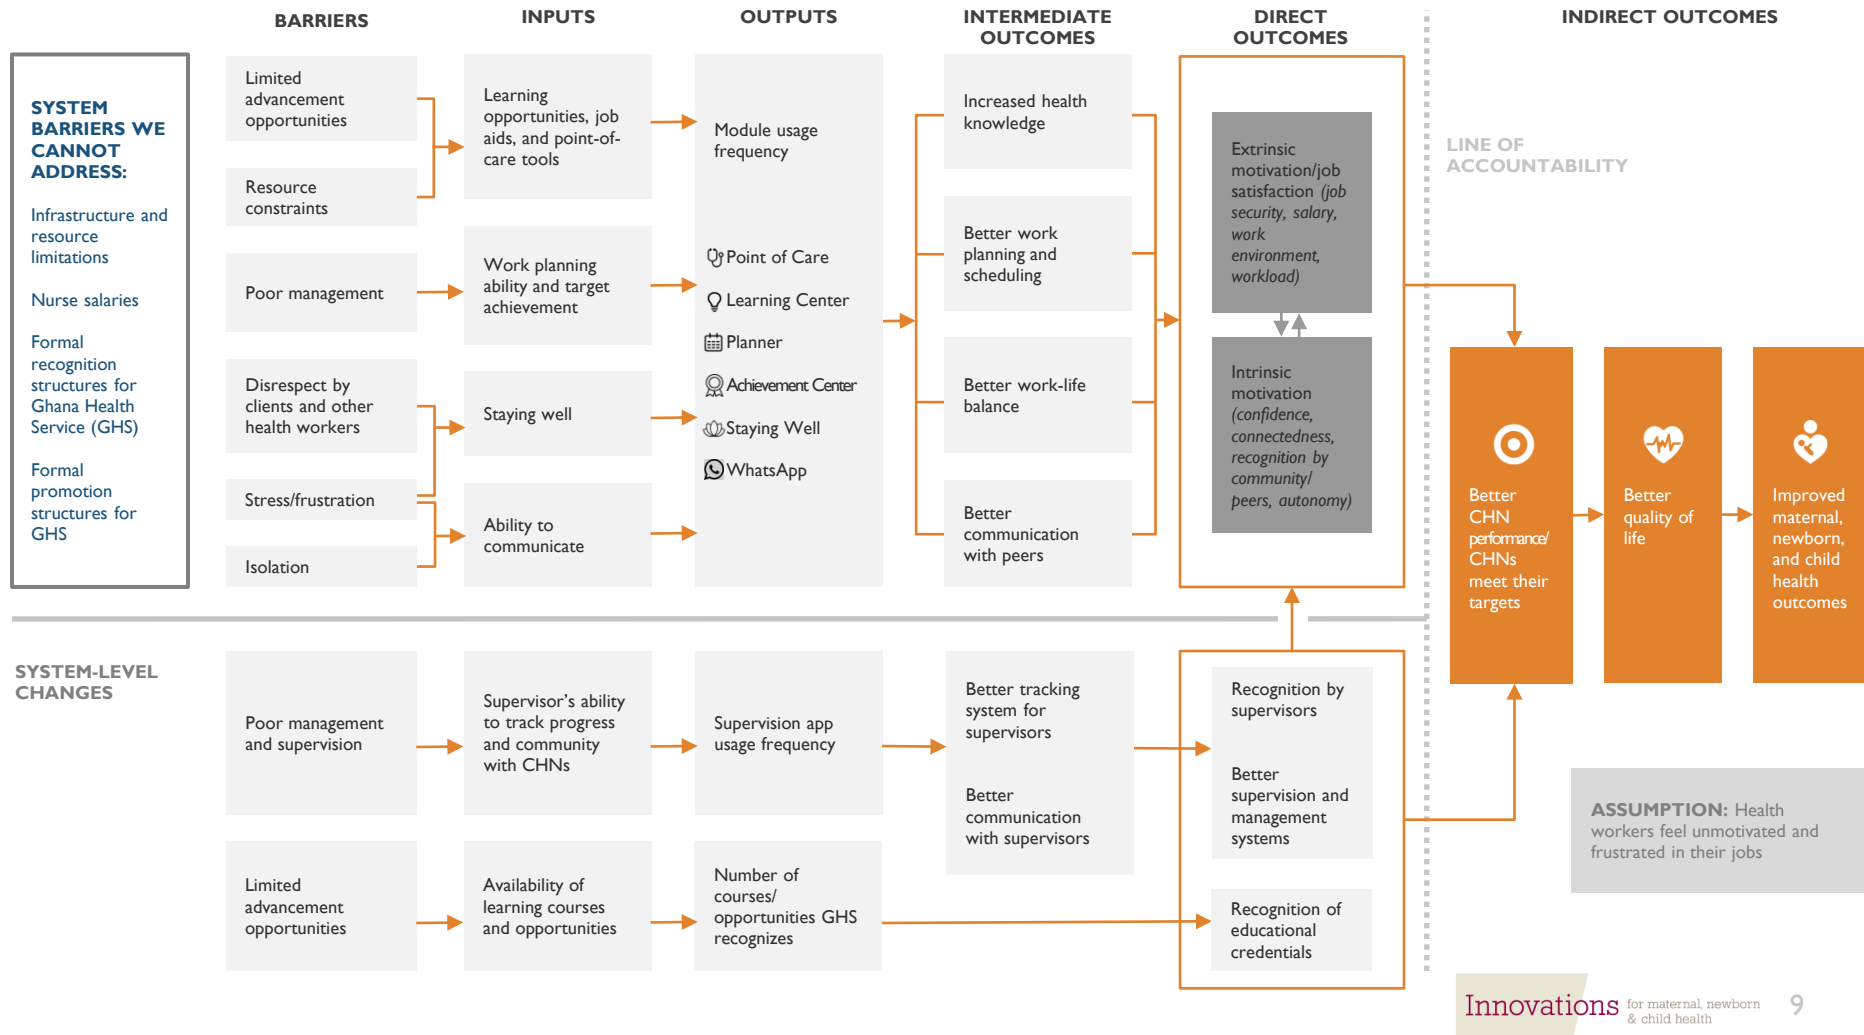 BARRIERS
INPUTS
OUTPUTS
INTERMEDIATE
OUTCOMES
DIRECT
OUTCOMES
INDIRECT OUTCOMES
SYSTEM
BARRIERS WE
CANNOT
ADDRESS:
Infrastructure and
resource
limitations
Nurse salaries
Formal
recognition
structures for
Ghana Health
Service (GHS)
Formal
promotion
structures for
GHS
Limited
advancement
opportunities
Resource
constraints
Poor management
Disrespect by
clients and other
health workers
Stress/frustration
Isolation
Learning
opportunities, job
aids, and point-of-
care tools
Work planning
ability and target
achievement
Staying well
Ability to
communicate
Module usage
frequency
Point of Care
Learning Center
Planner
Achievement Center
Staying Well
WhatsApp
Increased health
knowledge
Better work
planning and
scheduling
Better work-life
balance
Better
communication
with peers
Extrinsic
motivation/job
satisfaction (job
security, salary,
work
environment,
workload)
Intrinsic
motivation
(confidence,
connectedness,
recognition by
community/
peers, autonomy)
LINE OF
ACCOUNTABILITY
Better
CHN
performance/
CHNs
meet their
targets
Better
quality of
life
Improved
maternal,
newborn,
and child
health
outcomes
SYSTEM-LEVEL
CHANGES
Poor management
and supervision
Supervisor's ability
to track progress
and community
with CHNs
Supervision app
usage frequency
Better tracking
system for
supervisors
Better
communication
with supervisors
Recognition by
supervisors
Better
supervision and
management
systems
Limited
advancement
opportunities
Availability of
learning courses
and opportunities
Number of
courses/
opportunities GHS
recognizes
Recognition of
educational
credentials
ASSUMPTION: Health
workers feel unmotivated and
frustrated in their jobs
Innovations for maternal, newborn
& child health
9